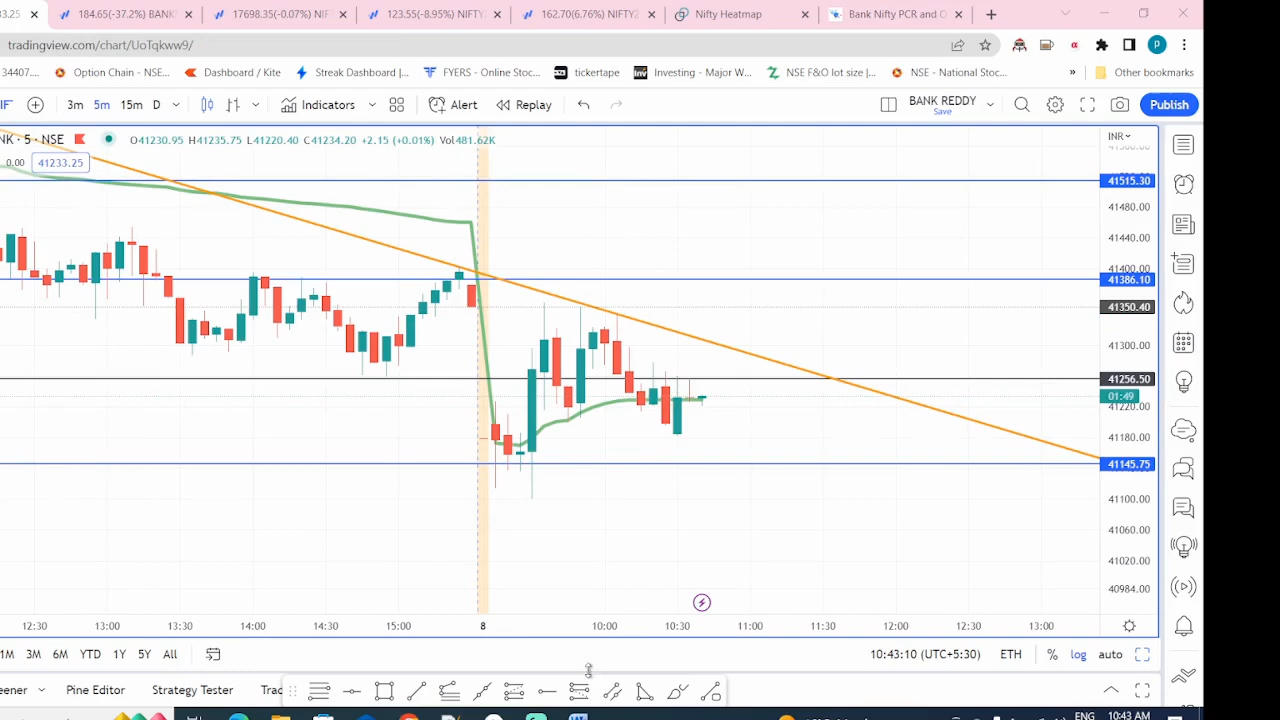 3.25
184.65(-37.2%) BANK
17698.35(-0.07%) NIF
123.55(-8.95%) NIFTY
162.70(6.76%) NIFTY2
Nifty Heatmap
Bank Nifty PCR and O
tradingview.com/chart/UoTqkww9/
P
34407....
Option Chain - NSE...
Dashboard / Kite
Streak Dashboard |...
FYERS - Online Stoc...
tickertape
Inv Investing - Major W...
NSE F&O lot size |...
NSE - National Stoc...
»
Other bookmarks
3m 5m 15m D
Indicators
Alert
Replay
BANK REDDY
Save
Publish
NK · 5 · NSE
O41230.95 H41235.75 L41220.40 C41234.20 +2.15 (+0.01%) Vol481.62K
INR
0.00
41233.25
41515.30
41480.00
41440.00
41400.00
41386.10
41350.40
41300.00
41256.50
01:49
41220.00
41180.00
41145.75
41100.00
41060.00
41020.00
40984.00
12:30 13:00 13:30 14:00 14:30 15:00 8 10:00 10:30 11:00 11:30 12:00 12:30 13:00
1M 3M 6M YTD 1Y 5Y All
10:43:10 (UTC+5:30)
ETH
% log auto
eener
Pine Editor
Strategy Tester
Trac
ENG 10:43 AM